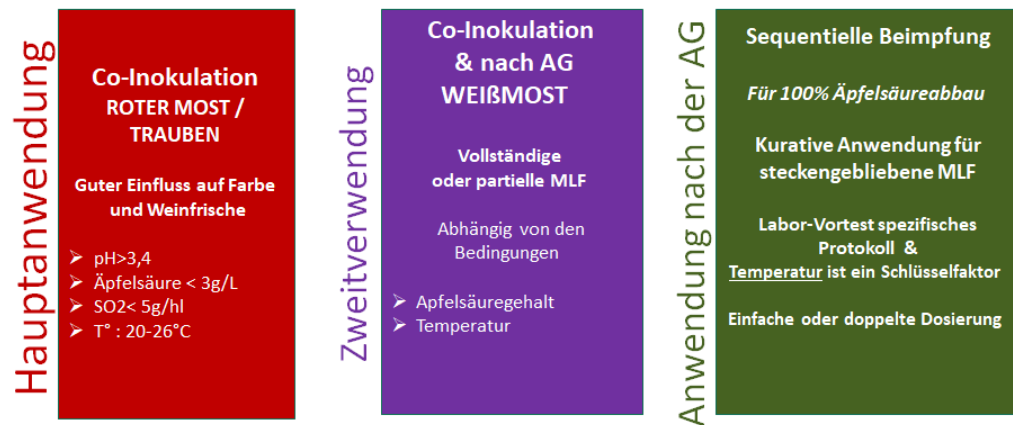 Hauptanwendung
Co-Inokulation
ROTER MOST /
TRAUBEN
Guter Einfluss auf Farbe
und Weinfrische
➢ pH>3,4
➢ Äpfelsäure < 3g/L
➢ SO2< 5g/hl
➢ T° : 20-26°C
Zweitverwendung
Co-Inokulation
& nach AG
WEIßMOST
Vollständige
oder partielle MLF
Abhängig von den
Bedingungen
➢ Apfelsäuregehalt
➢ Temperatur
Anwendung nach der AG
Sequentielle Beimpfung
Für 100% Äpfelsäureabbau
Kurative Anwendung für
steckengebliebene MLF
Labor-Vortest spezifisches
Protokoll &
Temperatur ist ein Schlüsselfaktor
Einfache oder doppelte Dosierung